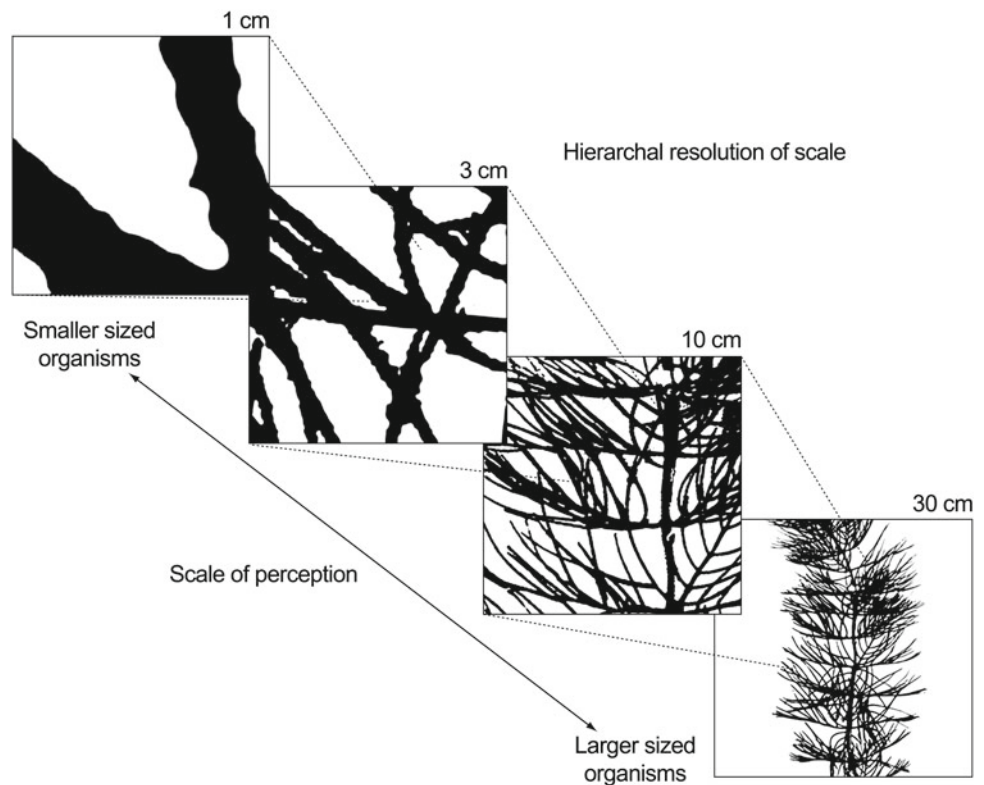 1 cm
Hierarchal resolution of scale
3 cm
Smaller sized
organisms
10 cm
30 cm
Scale of perception
Larger sized
organisms